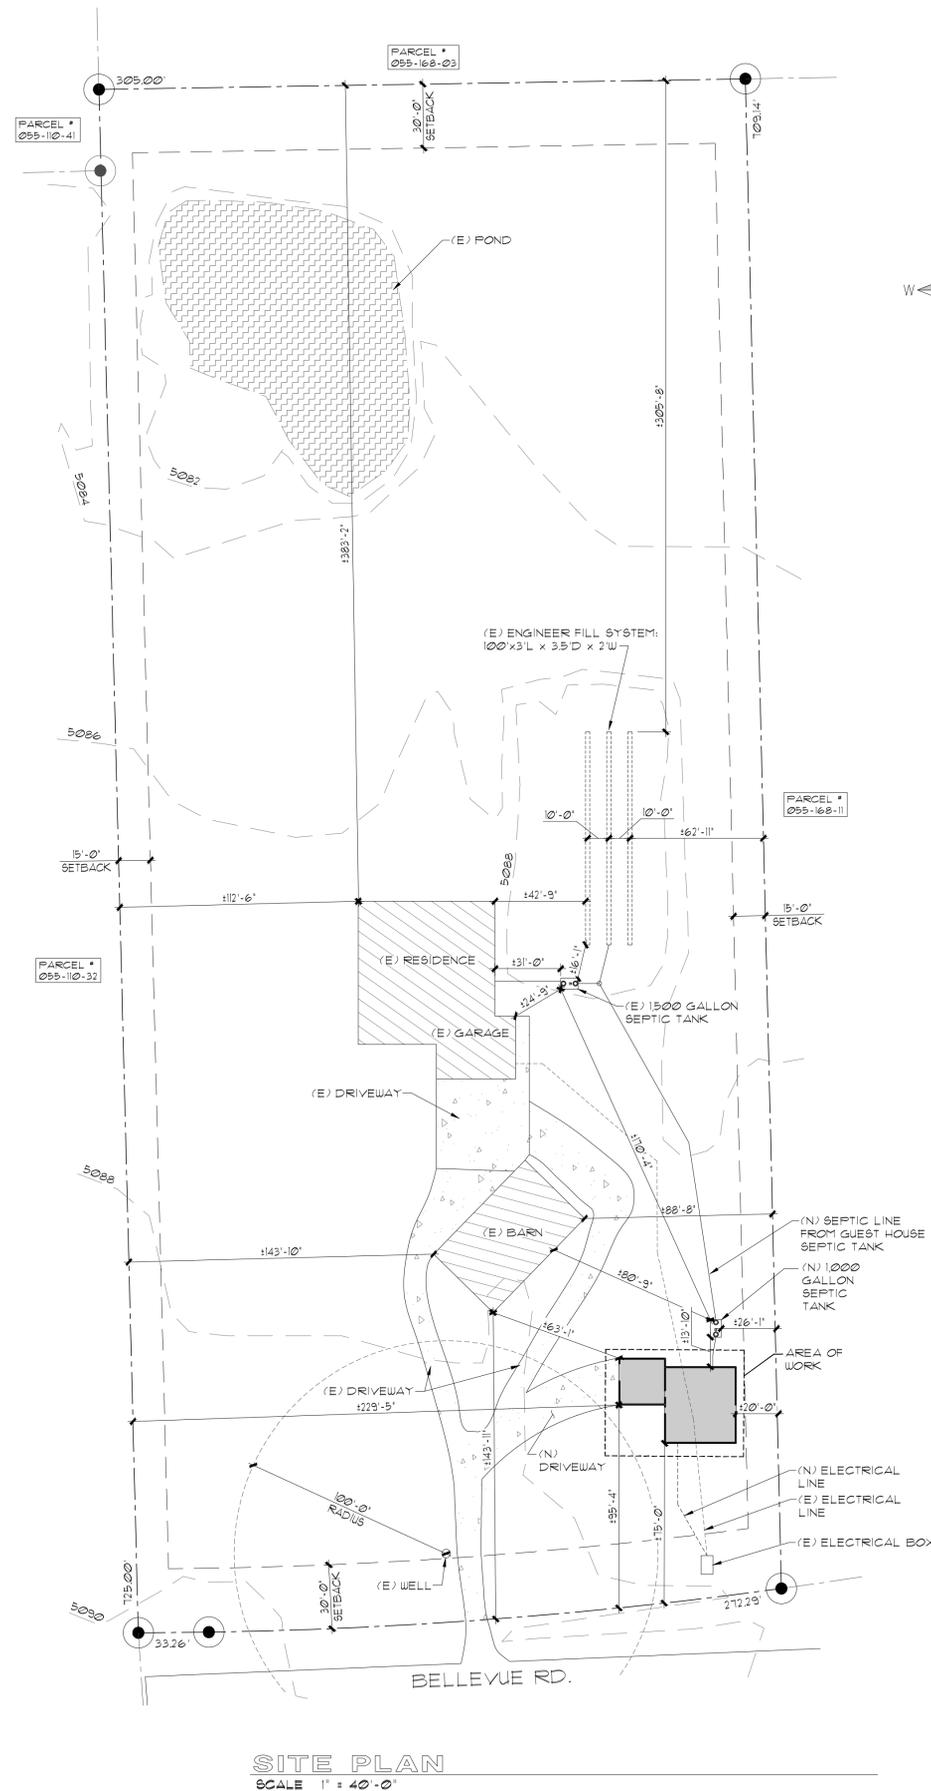 PARCEL #
055-168-03
305.00'
PARCEL #
055-110-41
30'-0"
SETBACK
709.14'
(E) POND
W
±305'-8"
5082
5084
±383'-2"
(E) ENGINEER FILL SYSTEM:
100'x3'L x 3.5'D x 2'W
5086
PARCEL #
055-168-11
10'-0"
10'-0"
±62'-11"
15'-0"
SETBACK
5088
±112'-6"
±42'-9"
15'-0"
SETBACK
(E) RESIDENCE
±31'-0"
±16'-1"
PARCEL #
055-110-32
±24'-9"
(E) 1,500 GALLON
SEPTIC TANK
(E) GARAGE
(E) DRIVEWAY
±170'-4"
5088
±88'-8"
(E) BARN
(N) SEPTIC LINE
FROM GUEST HOUSE
SEPTIC TANK
±143'-10"
±80'-9"
(N) 1,000
GALLON
SEPTIC
TANK
±13'-10"
±26'-1"
±63'-1"
AREA OF
WORK
(E) DRIVEWAY
±229'-5"
±20'-0"
±143'-11"
(N)
DRIVEWAY
(N) ELECTRICAL
LINE
100'-0"
RADIUS
±95'-4"
±75'-0"
(E) ELECTRICAL
LINE
(E) ELECTRICAL BOX
(E) WELL
725.00'
30'-0"
SETBACK
272.29'
5090
33.26'
BELLEVUE RD.
SITE PLAN
SCALE 1" = 40'-0"